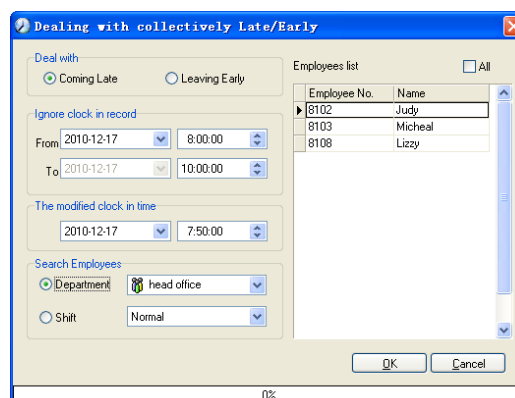 Dealing with collectively Late/Early
Deal with
Coming Late
Leaving Early
Ignore clock in record
From 2010-12-17 8:00:00
To 2010-12-17 10:00:00
The modified clock in time
2010-12-17 7:50:00
Search Employees
Department head office
Shift Normal
Employees list
All
Employee No. Name
8102 Judy
8103 Micheal
8108 Lizzy
OK
Cancel
0%